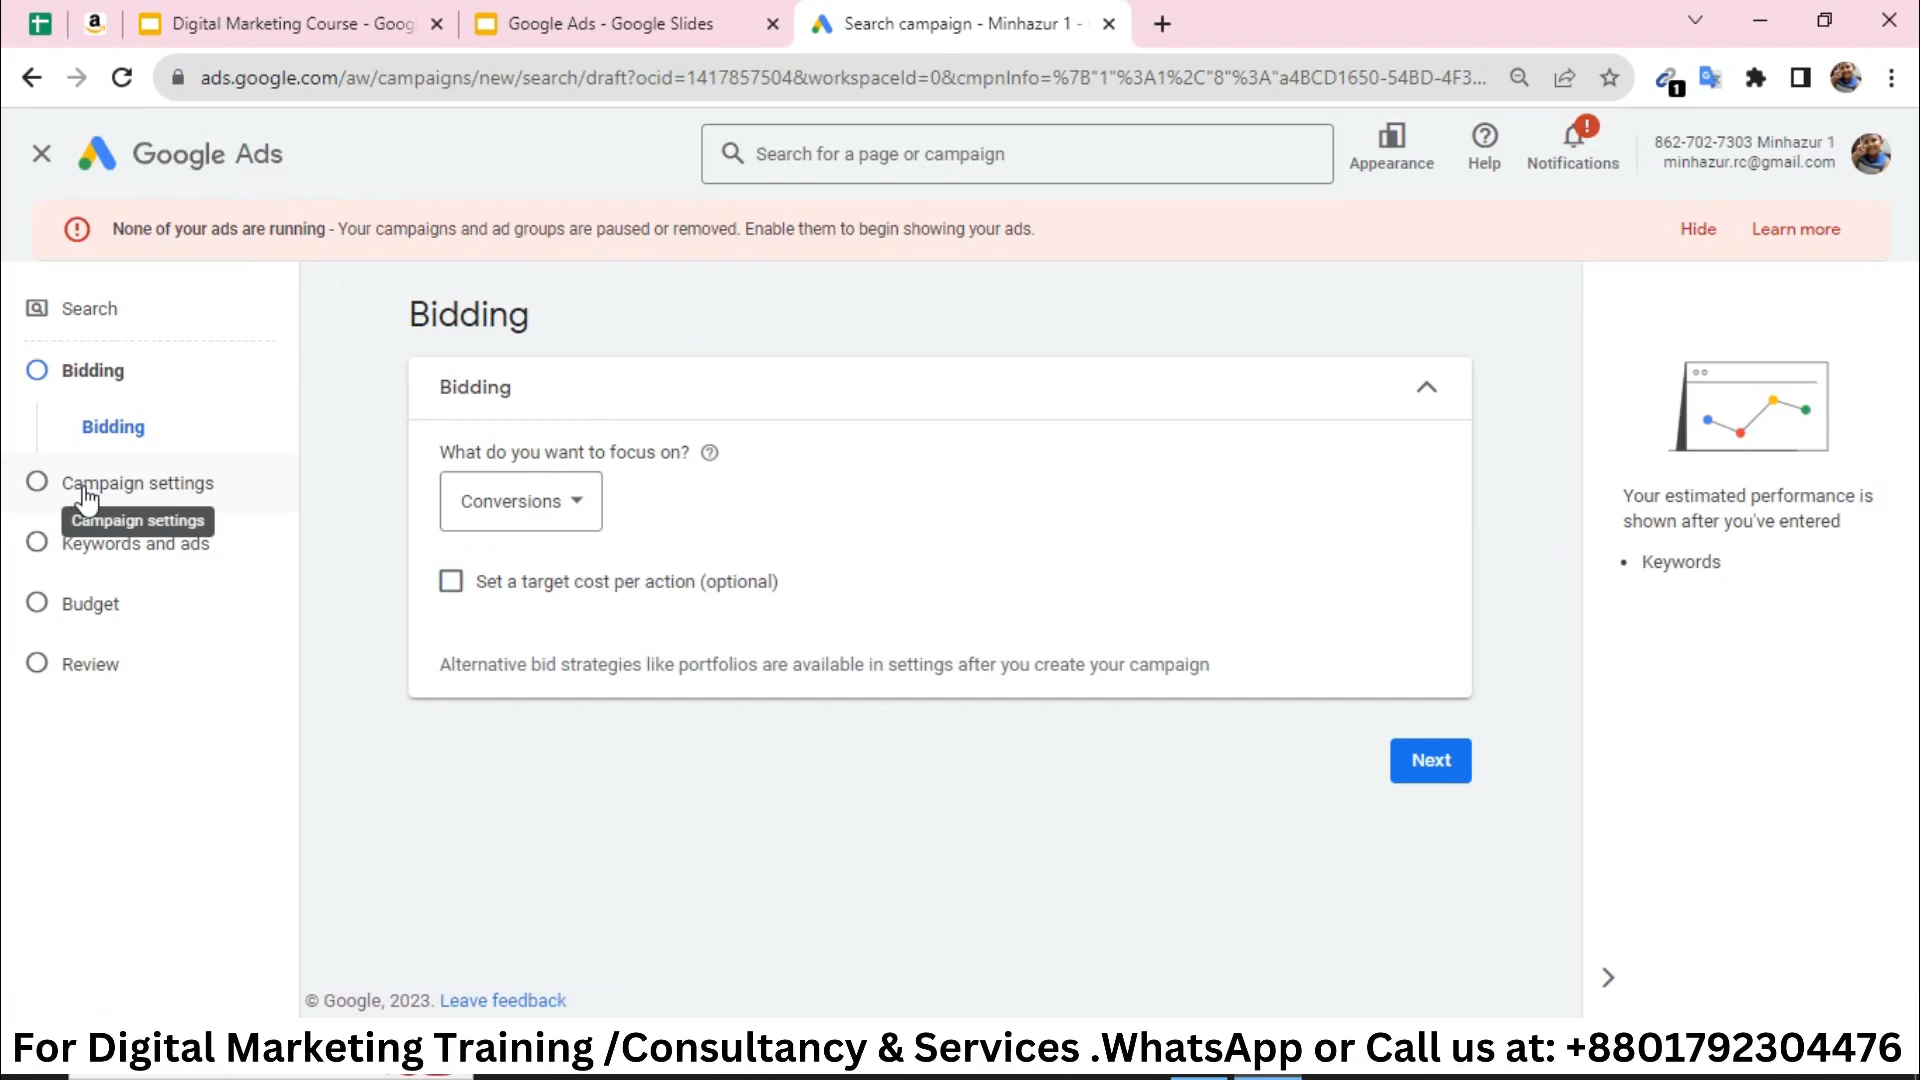 Digital Marketing Course - Goog
Google Ads - Google Slides
Search campaign - Minhazur 1 -
ads.google.com/aw/campaigns/new/search/draft?ocid=1417857504&workspaceId=0&cmpnInfo=%7B"1"%3A1%2C"8"%3A"a4BCD1650-54BD-4F3...
1
Google Ads
Search for a page or campaign
Appearance
Help
Notifications
862-702-7303 Minhazur 1
minhazur.rc@gmail.com
None of your ads are running - Your campaigns and ad groups are paused or removed. Enable them to begin showing your ads.
Hide
Learn more
Search
Bidding
Bidding
Campaign settings
Campaign settings
Keywords and ads
Budget
Review
Bidding
Bidding
What do you want to focus on?
Conversions
Set a target cost per action (optional)
Alternative bid strategies like portfolios are available in settings after you create your campaign
Next
Your estimated performance is
shown after you've entered
• Keywords
© Google, 2023. Leave feedback
For Digital Marketing Training /Consultancy & Services .WhatsApp or Call us at: +8801792304476